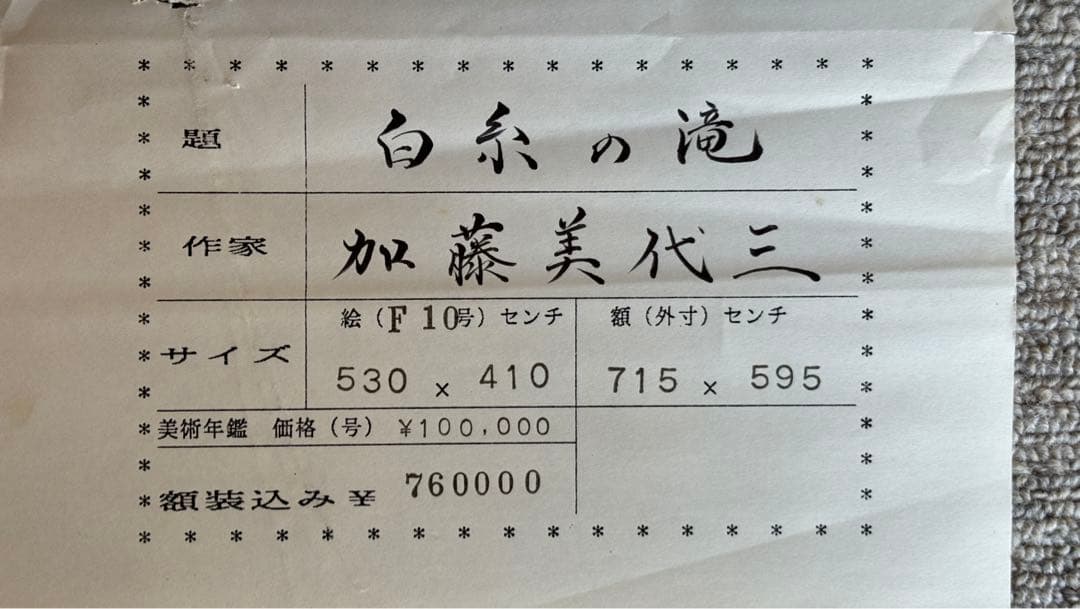 題 白糸の滝
作家 加藤美代三
サイズ 絵（F10号）センチ 額（外寸）センチ
530 x 410 715 x 595
美術年鑑 価格（号） ¥100,000
額装込み ¥ 760000